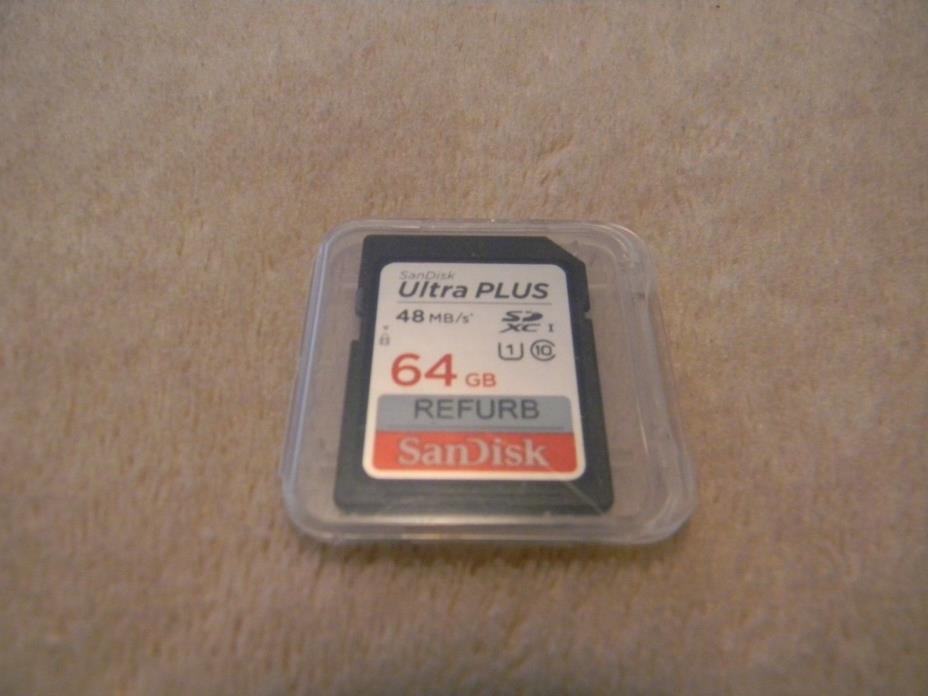 SanDisk
Ultra PLUS
48 MB/s*
SD
XC I
1 10
64 GB
REFURB
SanDisk